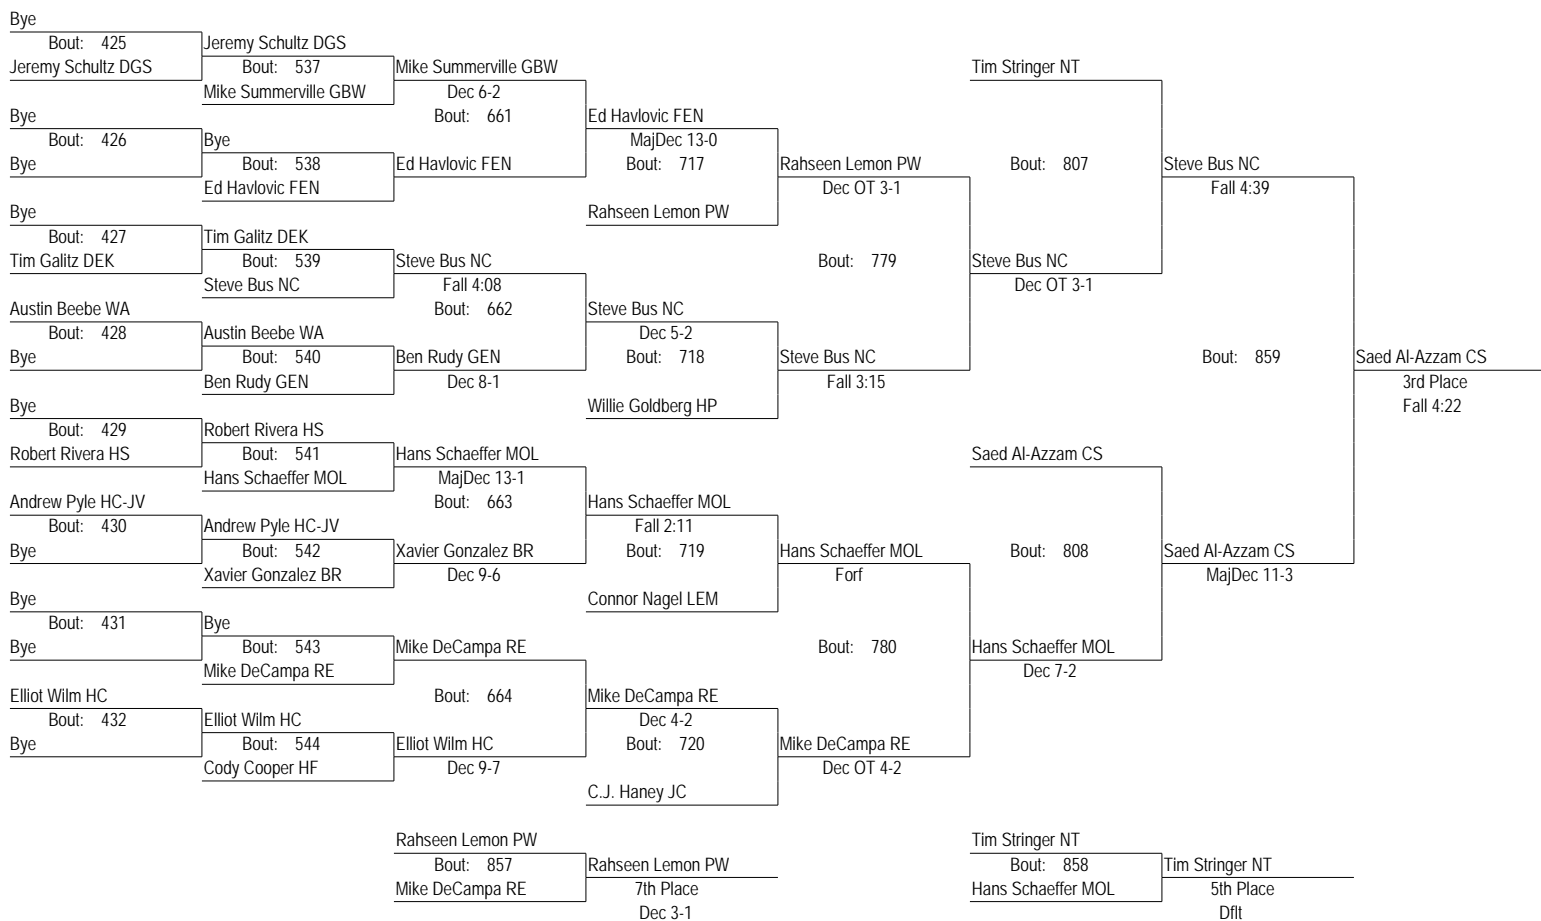 Bye
Bout: 425 Jeremy Schultz DGS
Jeremy Schultz DGS Bout: 537 Mike Summerville GBW Tim Stringer NT
Mike Summerville GBW Dec 6-2
Bye Bout: 661 Ed Havlovic FEN
Bout: 426 Bye MajDec 13-0
Bye Bout: 538 Ed Havlovic FEN Bout: 717 Rahseen Lemon PW Bout: 807 Steve Bus NC
Ed Havlovic FEN Dec OT 3-1 Fall 4:39
Bye Rahseen Lemon PW
Bout: 427 Tim Galitz DEK
Tim Galitz DEK Bout: 539 Steve Bus NC Bout: 779 Steve Bus NC
Steve Bus NC Fall 4:08 Dec OT 3-1
Austin Beebe WA Bout: 662 Steve Bus NC
Bout: 428 Austin Beebe WA Dec 5-2
Bye Bout: 540 Ben Rudy GEN Bout: 718 Steve Bus NC Bout: 859 Saed Al-Azzam CS
Ben Rudy GEN Dec 8-1 Fall 3:15 3rd Place
Bye Willie Goldberg HP Fall 4:22
Bout: 429 Robert Rivera HS
Robert Rivera HS Bout: 541 Hans Schaeffer MOL Saed Al-Azzam CS
Hans Schaeffer MOL MajDec 13-1
Andrew Pyle HC-JV Bout: 663 Hans Schaeffer MOL
Bout: 430 Andrew Pyle HC-JV Fall 2:11
Bye Bout: 542 Xavier Gonzalez BR Bout: 719 Hans Schaeffer MOL Bout: 808 Saed Al-Azzam CS
Xavier Gonzalez BR Dec 9-6 Forf MajDec 11-3
Bye Connor Nagel LEM
Bout: 431 Bye
Bye Bout: 543 Mike DeCampa RE Bout: 780 Hans Schaeffer MOL
Mike DeCampa RE Dec 7-2
Elliot Wilm HC Bout: 664 Mike DeCampa RE
Bout: 432 Elliot Wilm HC Dec 4-2
Bye Bout: 544 Elliot Wilm HC Bout: 720 Mike DeCampa RE
Cody Cooper HF Dec 9-7 Dec OT 4-2
C.J. Haney JC
Rahseen Lemon PW Tim Stringer NT
Bout: 857 Rahseen Lemon PW Bout: 858 Tim Stringer NT
Mike DeCampa RE 7th Place Hans Schaeffer MOL 5th Place
Dec 3-1 Dflt